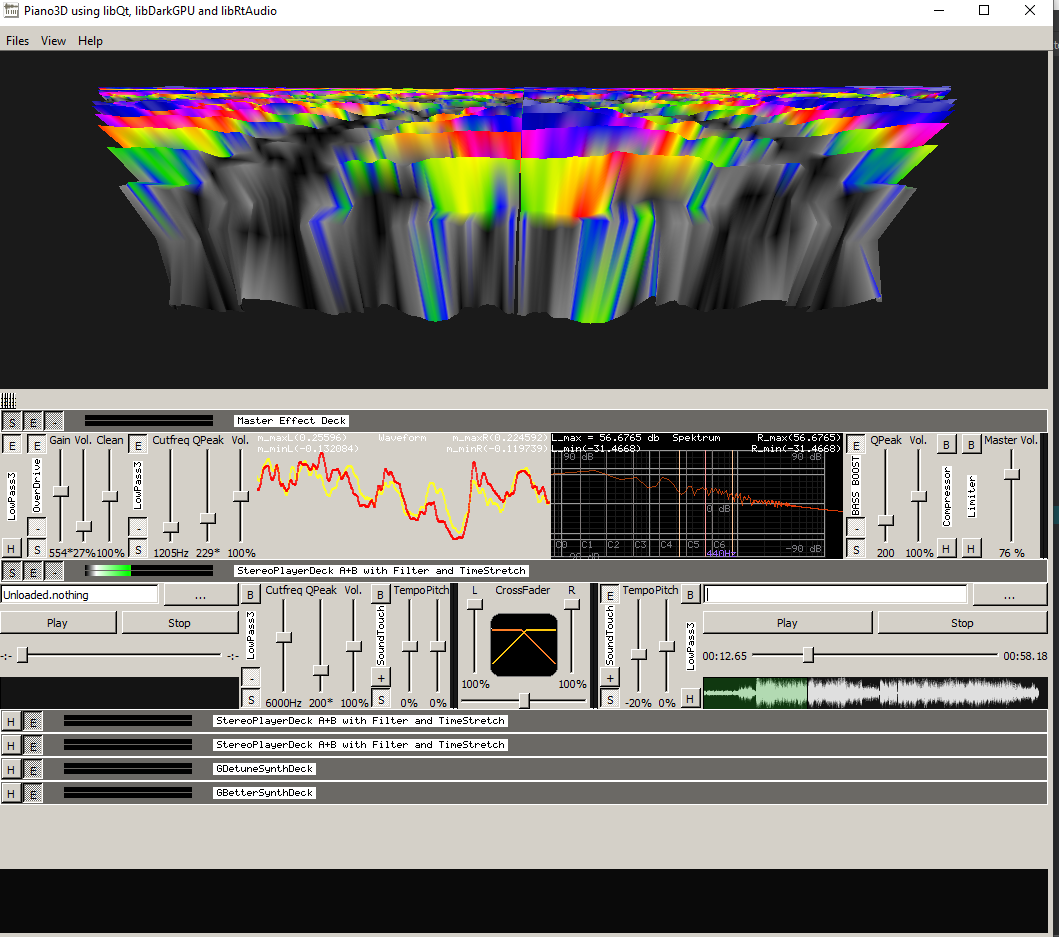 Piano3D using libQt, libDarkGPU and libRtAudio
Files View Help
S E - Master Effect Deck
E E Gain Vol. Clean E Cutfreq QPeak Vol.
m_maxL(0.25596) Waveform m_maxR(0.224592)
m_minL(-0.132084) m_minR(-0.119739)
L_max = 56.6765 db Spektrum R_max(56.6765)
L_min(-31.4668) R_min(-31.4668)
90 dB 90 dB
0 dB
C0 C1 C2 C3 C4 C5 C6 -90 dB
440Hz
E QPeak Vol. B B Master Vol.
LowPass3 OverDrive LowPass3 BASS BOOST Compressor Limiter
- - -
H S 554*27%100% S 1205Hz 229* 100% S 200 100% H H 76 %
S E - StereoPlayerDeck A+B with Filter and TimeStretch
Unloaded.nothing ... B Cutfreq QPeak Vol. B Tempo Pitch L CrossFader R E Tempo Pitch B ...
Play Stop LowPass3 SoundTouch SoundTouch LowPass3 Play Stop
-:- -:- 00:12.65 00:58.18
- + +
100% 100%
S 6000Hz 200* 100% S 0% 0% S -20% 0% H
H E StereoPlayerDeck A+B with Filter and TimeStretch
H E StereoPlayerDeck A+B with Filter and TimeStretch
H E GDetuneSynthDeck
H E GBetterSynthDeck